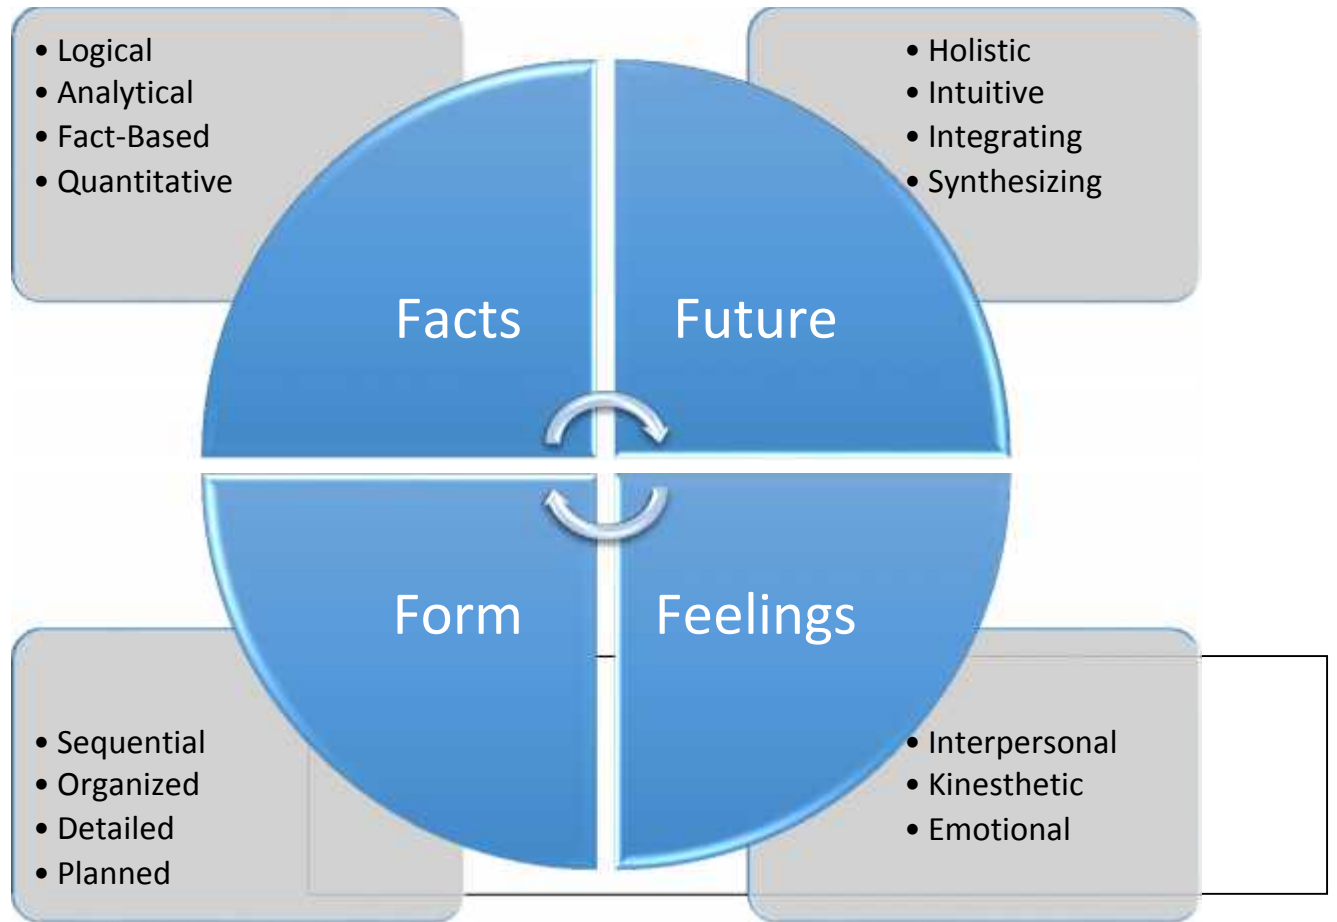 • Logical
• Analytical
• Fact-Based
• Quantitative
• Holistic
• Intuitive
• Integrating
• Synthesizing
Facts
Future
Form
Feelings
• Sequential
• Organized
• Detailed
• Planned
• Interpersonal
• Kinesthetic
• Emotional